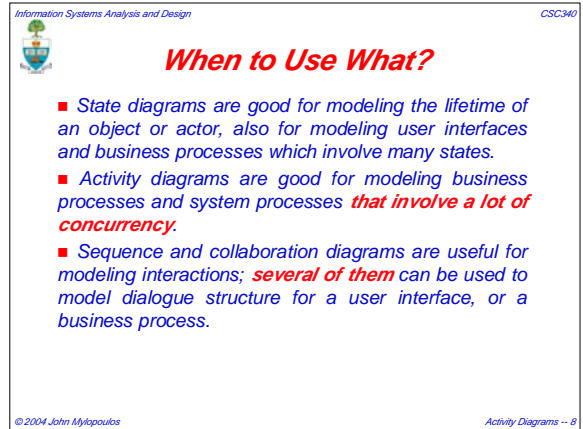 Information Systems Analysis and Design CSC340
When to Use What?
■ State diagrams are good for modeling the lifetime of
an object or actor, also for modeling user interfaces
and business processes which involve many states.
■ Activity diagrams are good for modeling business
processes and system processes that involve a lot of
concurrency.
■ Sequence and collaboration diagrams are useful for
modeling interactions; several of them can be used to
model dialogue structure for a user interface, or a
business process.
© 2004 John Mylopoulos Activity Diagrams -- 8